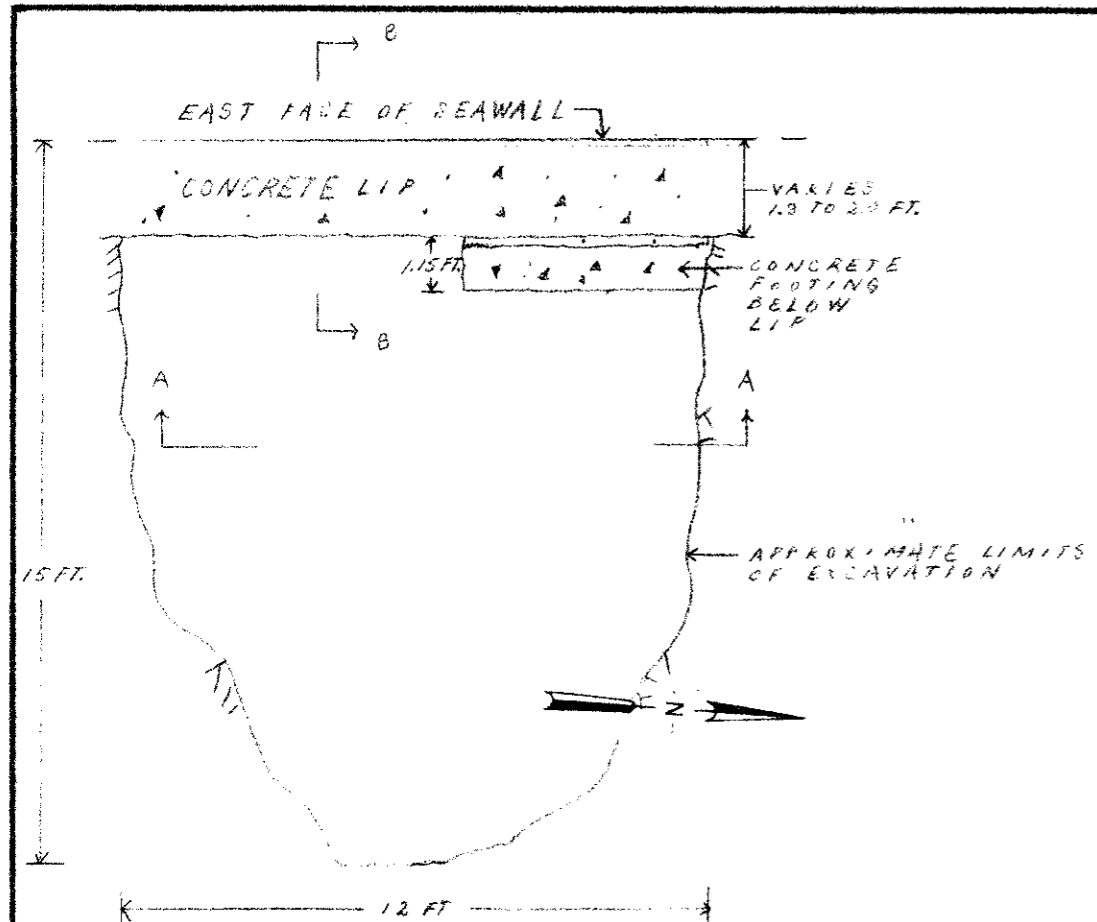 B
EAST FACE OF SEAWALL
CONCRETE LIP
VARIES
1.8 TO 2.0 FT.
1.15 FT.
CONCRETE
FOOTING
BELOW
LIP
B
A
A
15 FT.
APPROXIMATE LIMITS
OF EXCAVATION
N
12 FT